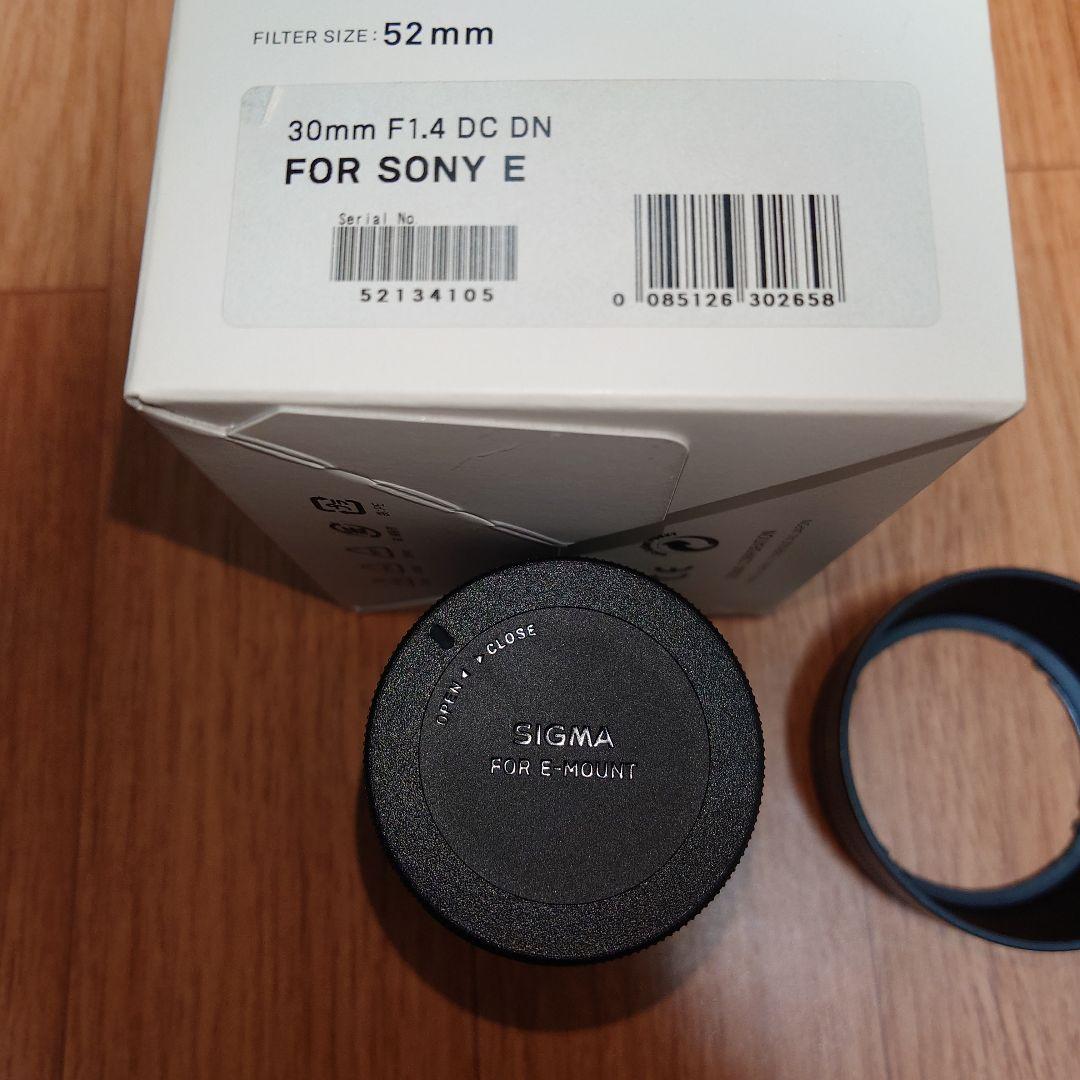 FILTER SIZE: 52mm
30mm F1.4 DC DN
FOR SONY E
Serial No.
52134105
0 085126 302658
OPEN ◂ ▸ CLOSE
SIGMA
FOR E-MOUNT